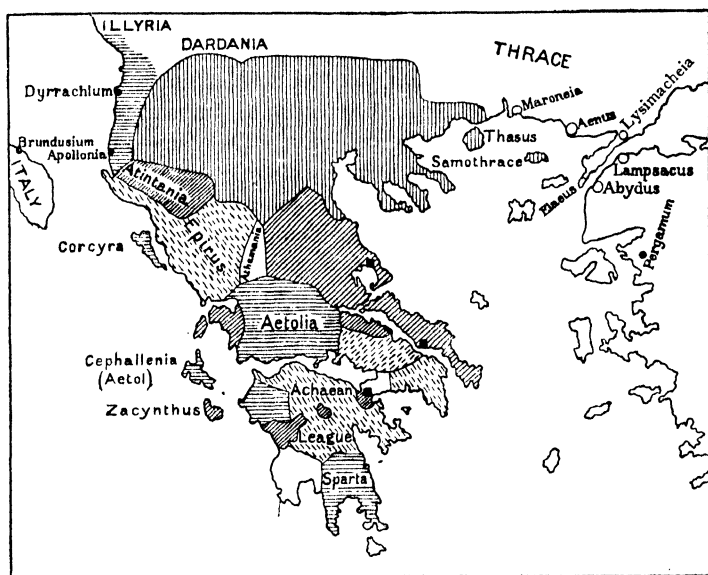 ILLYRIA
DARDANIA
THRACE
Dyrrachium
Maroneia
Aenus
Lysimacheia
Thasus
Samothrace
Brundusium
Apollonia
ITALY
Atintania
Elaeus
Lampsacus
Abydus
Epirus
Athamania
Corcyra
Pergamum
Aetolia
Cephallenia
(Aetol)
Zacynthus
Achaean
League
Sparta